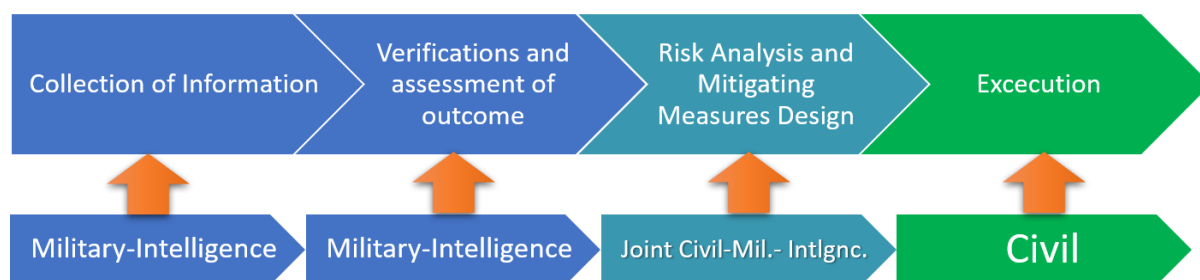 Collection of Information
Verifications and
assessment of
outcome
Risk Analysis and
Mitigating
Measures Design
Excecution
Military-Intelligence
Military-Intelligence
Joint Civil-Mil.- Intlgnc.
Civil